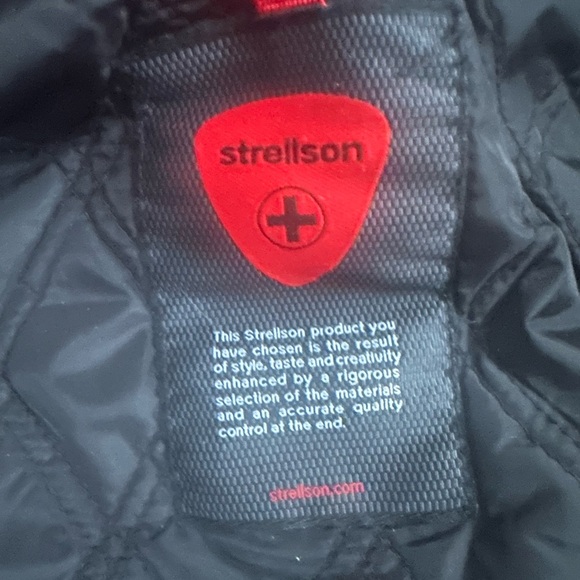 strellson
This Strellson product you
have chosen is the result
of style, taste and creativity
enhanced by a rigorous
selection of the materials
and an accurate quality
control at the end.
strellson.com